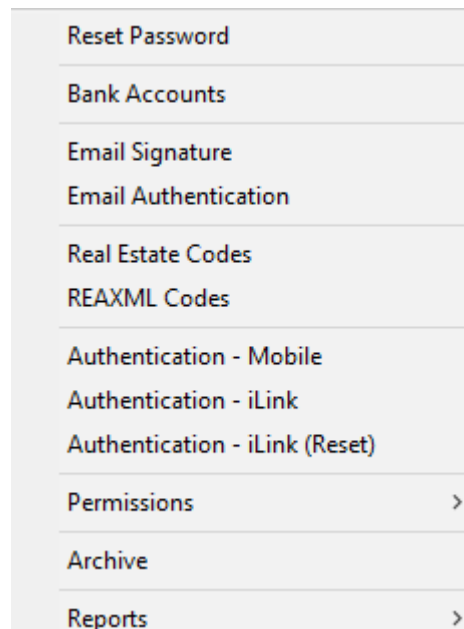 Reset Password
Bank Accounts
Email Signature
Email Authentication
Real Estate Codes
REAXML Codes
Authentication - Mobile
Authentication - iLink
Authentication - iLink (Reset)
Permissions
Archive
Reports